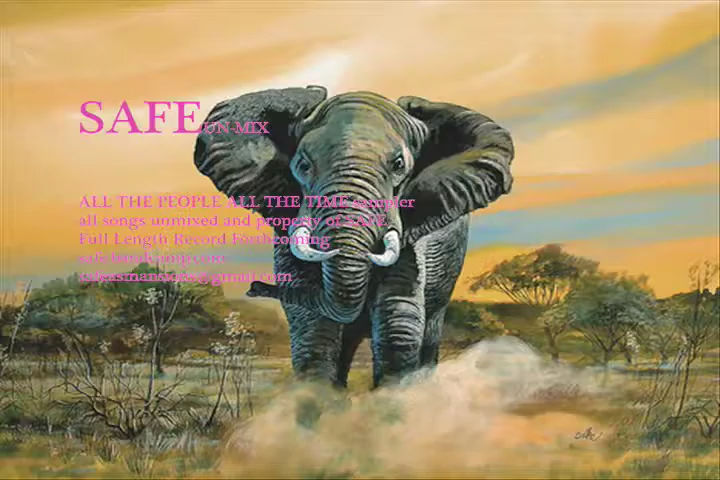 SAFE UN-MIX
ALL THE PEOPLE ALL THE TIME sampler
all songs unmixed and property of SAFE
Full Length Record Forthcoming